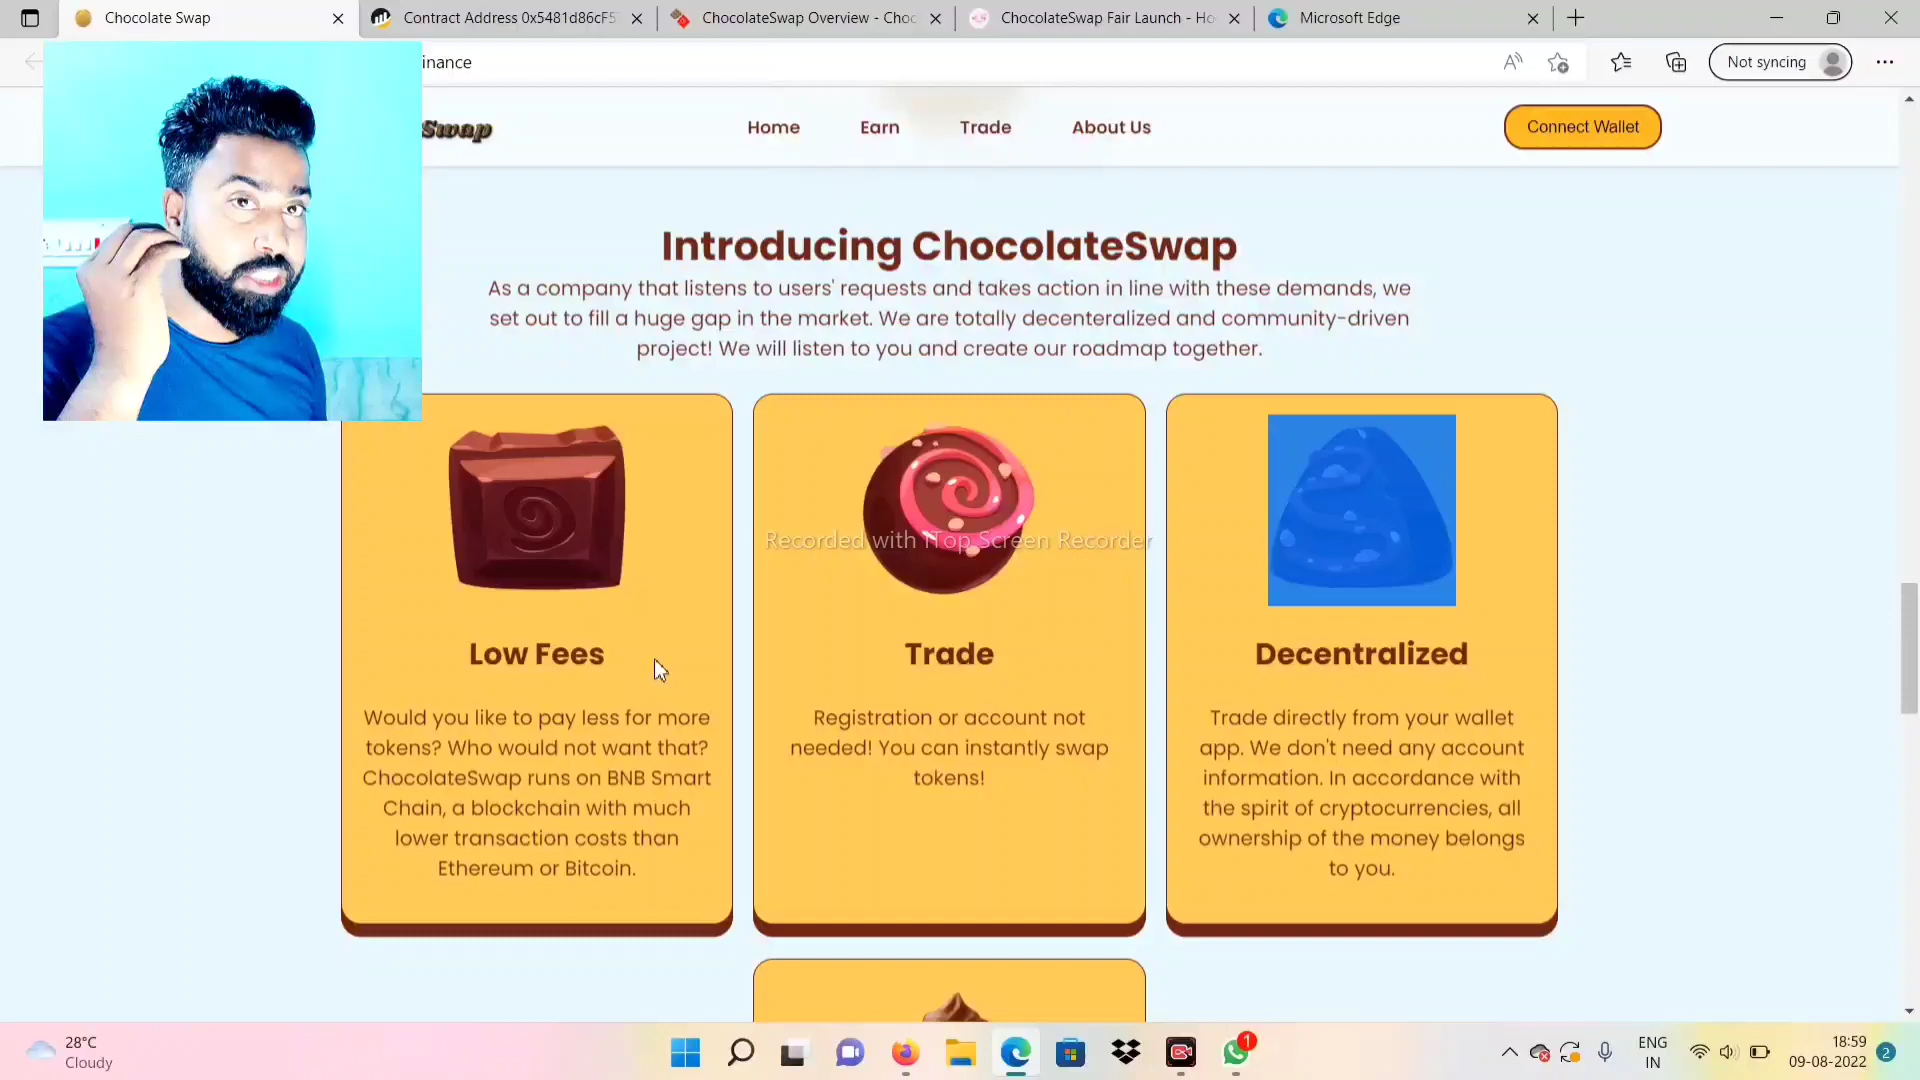 Chocolate Swap
Contract Address 0x5481d86cF5
ChocolateSwap Overview - Choc
ChocolateSwap Fair Launch - Ho
Microsoft Edge
inance
Not syncing
Swap
Home
Earn
Trade
About Us
Connect Wallet
Introducing ChocolateSwap
As a company that listens to users' requests and takes action in line with these demands, we
set out to fill a huge gap in the market. We are totally decenteralized and community-driven
project! We will listen to you and create our roadmap together.
Recorded with iTop Screen Recorder
Low Fees
Would you like to pay less for more
tokens? Who would not want that?
ChocolateSwap runs on BNB Smart
Chain, a blockchain with much
lower transaction costs than
Ethereum or Bitcoin.
Trade
Registration or account not
needed! You can instantly swap
tokens!
Decentralized
Trade directly from your wallet
app. We don't need any account
information. In accordance with
the spirit of cryptocurrencies, all
ownership of the money belongs
to you.
28°C
Cloudy
1
ENG
IN
18:59
09-08-2022
2